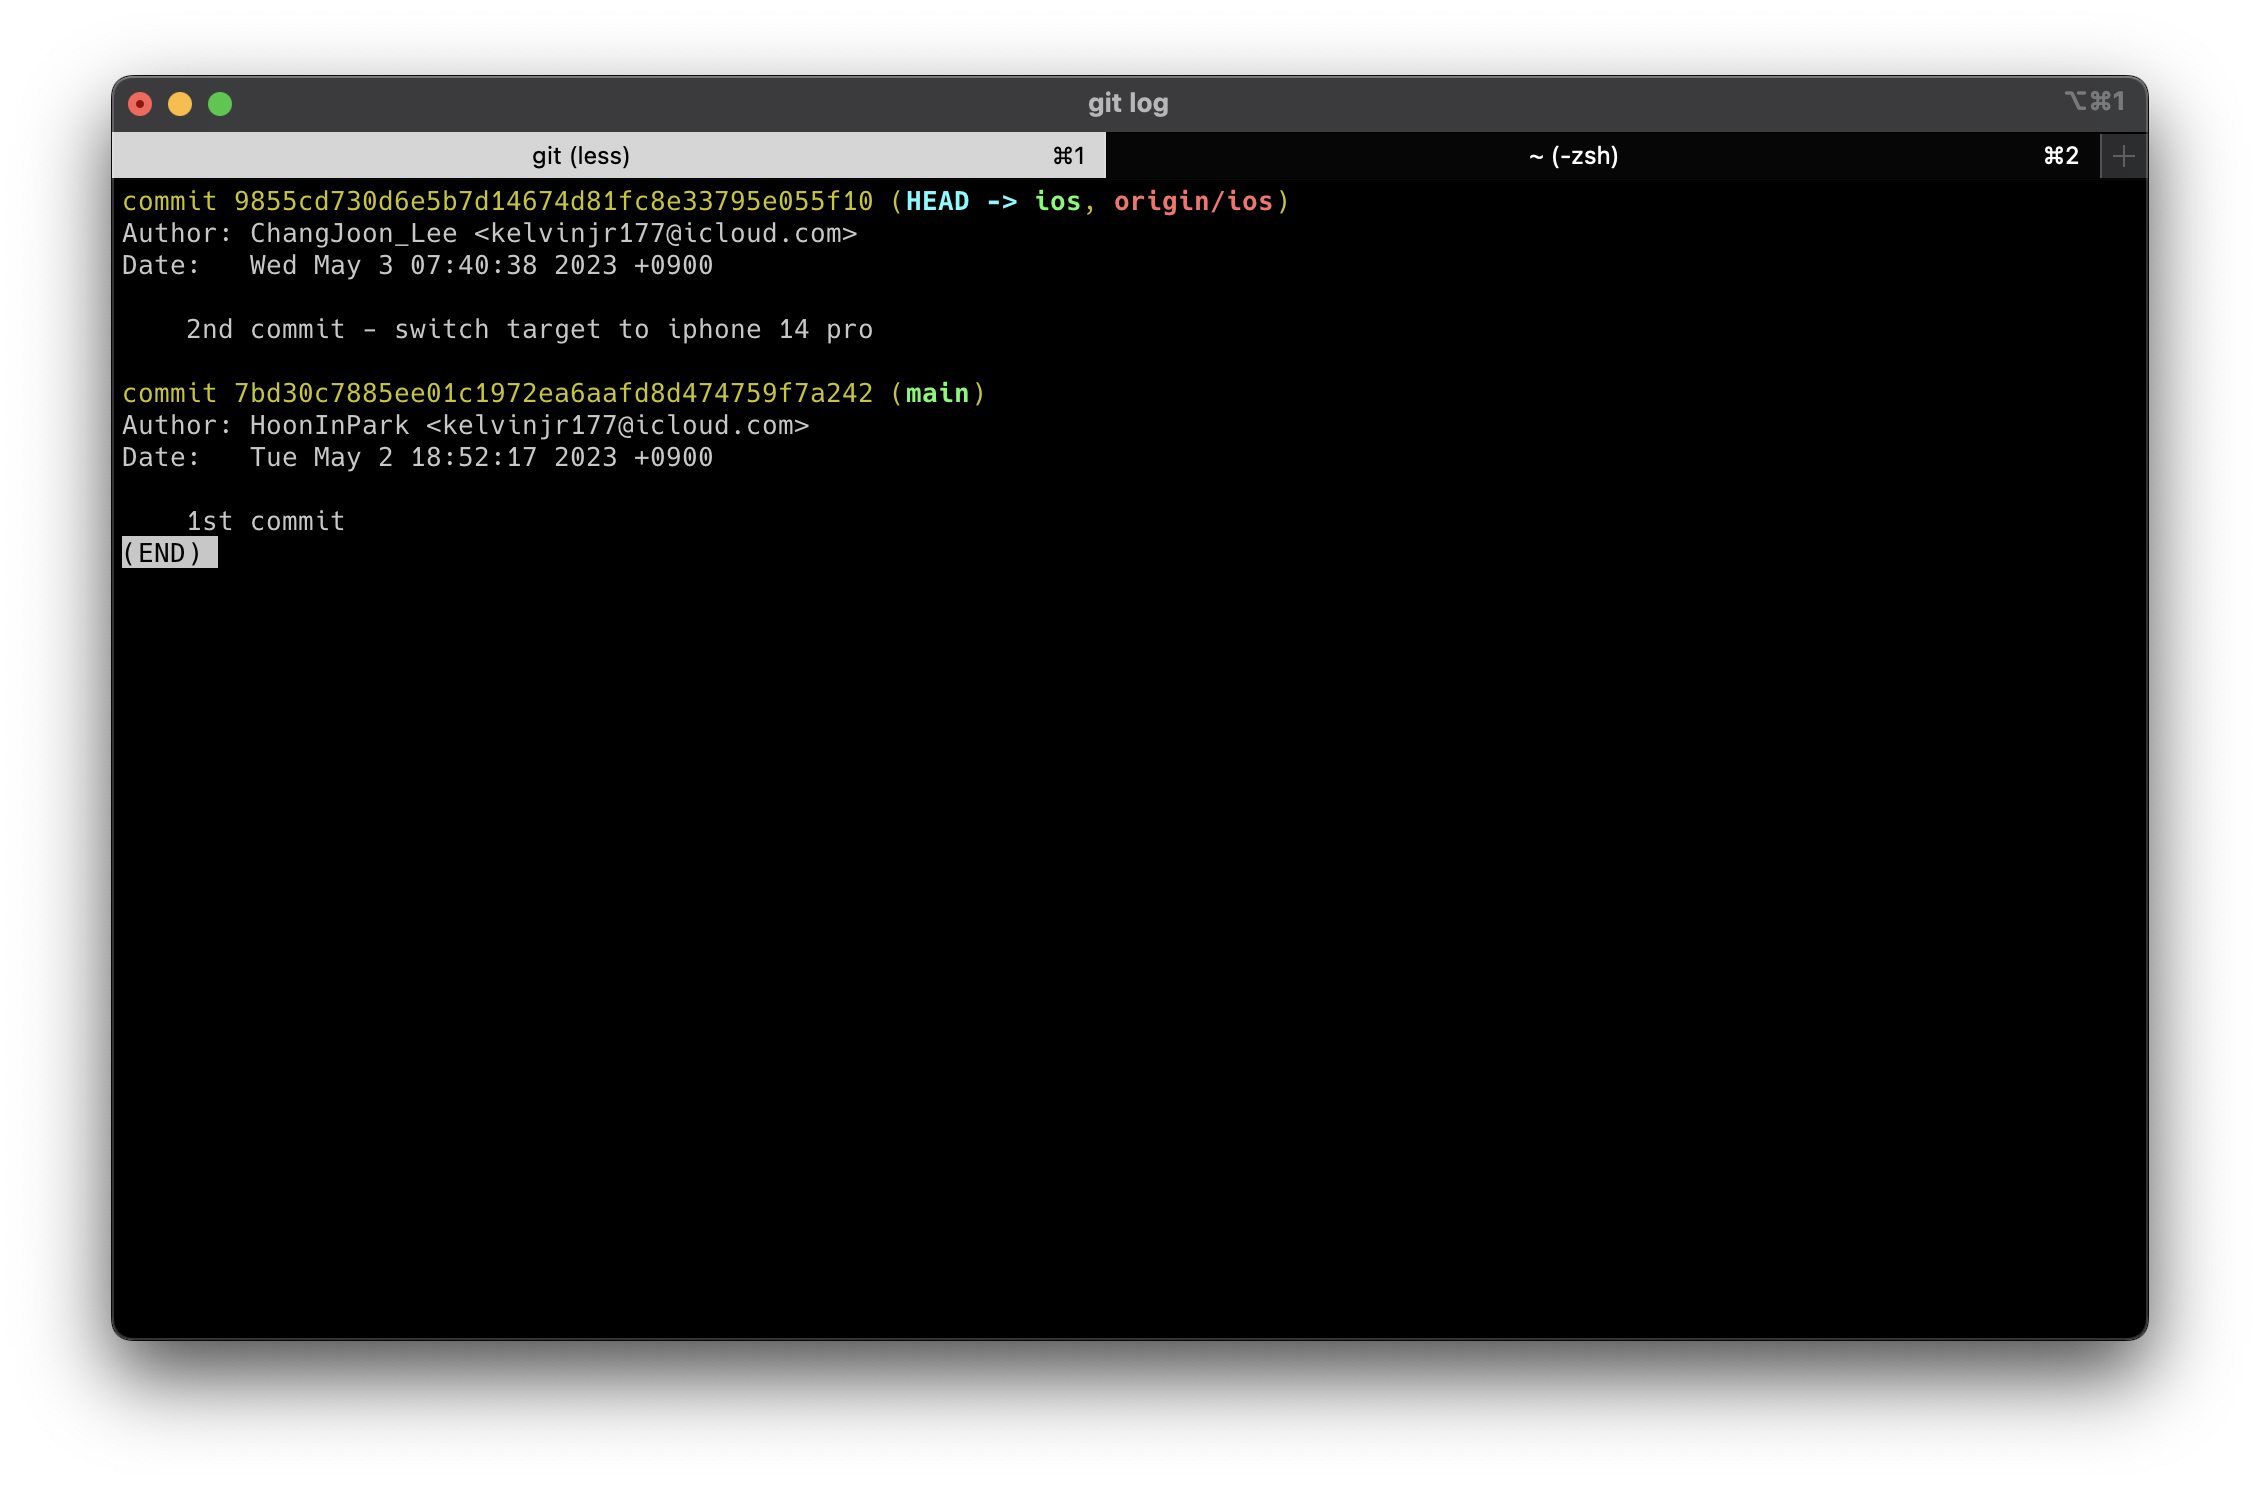 git log
⌥⌘1
git (less) ⌘1 ~ (-zsh) ⌘2
commit 9855cd730d6e5b7d14674d81fc8e33795e055f10 (HEAD -> ios, origin/ios)
Author: ChangJoon_Lee <kelvinjr177@icloud.com>
Date:   Wed May 3 07:40:38 2023 +0900
    2nd commit - switch target to iphone 14 pro
commit 7bd30c7885ee01c1972ea6aafd8d474759f7a242 (main)
Author: HoonInPark <kelvinjr177@icloud.com>
Date:   Tue May 2 18:52:17 2023 +0900
    1st commit
(END)